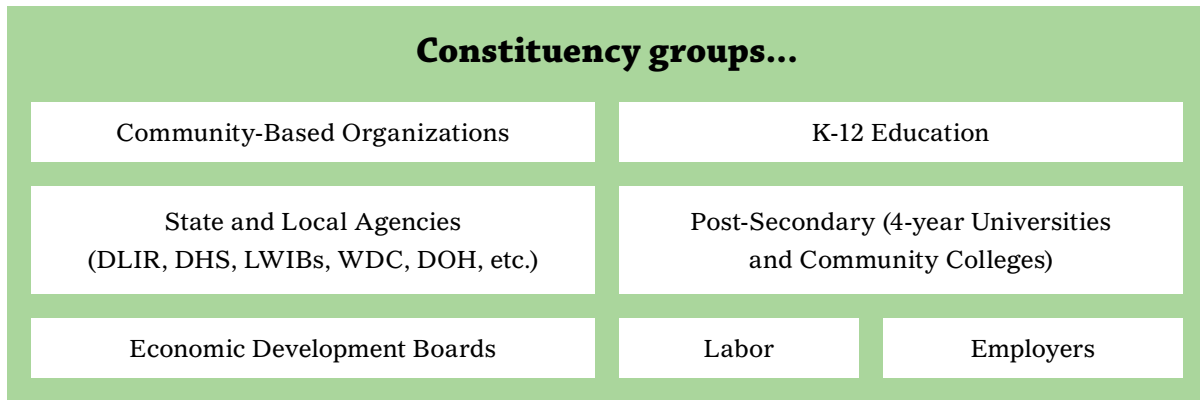 Constituency groups...
Community-Based Organizations
K-12 Education
State and Local Agencies
(DLIR, DHS, LWIBs, WDC, DOH, etc.)
Post-Secondary (4-year Universities
and Community Colleges)
Economic Development Boards
Labor
Employers